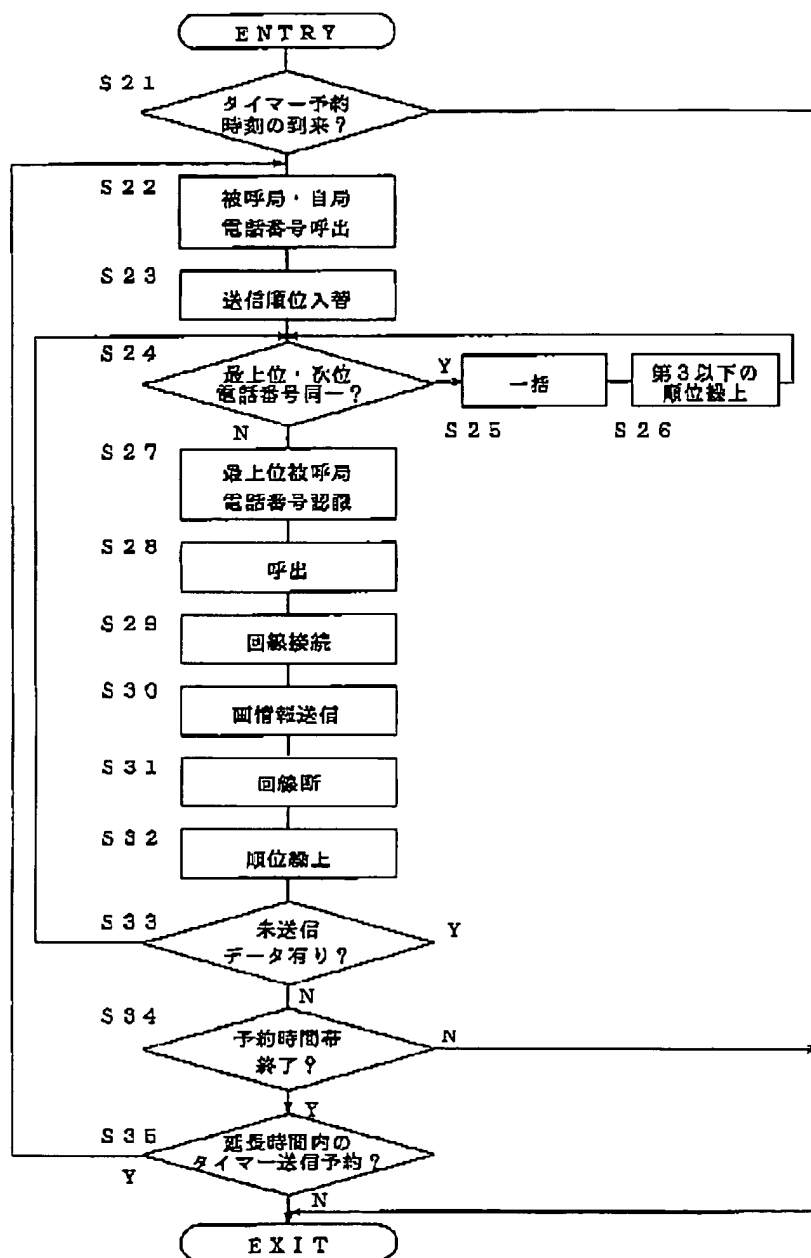 ENTRY
S21
タイマー予約
時刻の到来？
S22
被呼局・自局
電話番号呼出
S23
送信順位入替
S24
最上位・次位
電話番号同一？
Y
一括
第3以下の
順位繰上
N
S25
S26
S27
最上位被呼局
電話番号認識
S28
呼出
S29
回線接続
S30
画情報送信
S31
回線断
S32
順位繰上
S33
未送信
データ有り？
Y
N
S34
予約時間帯
終了？
N
Y
S35
延長時間内の
タイマー送信予約？
Y
N
EXIT